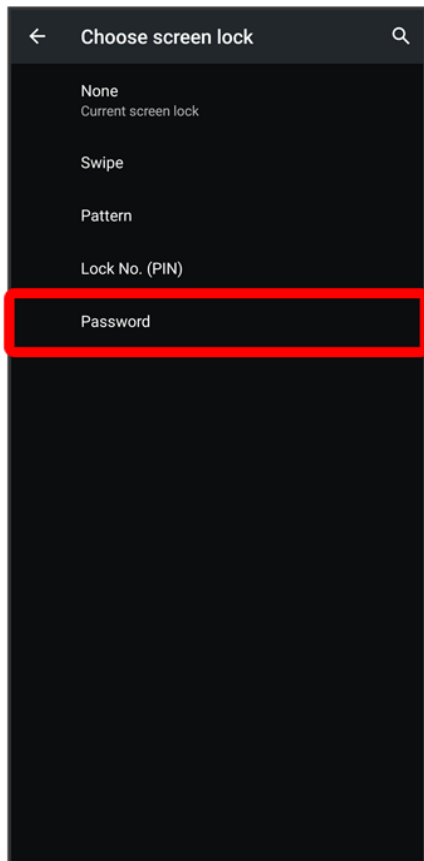 Choose screen lock
None
Current screen lock
Swipe
Pattern
Lock No. (PIN)
Password